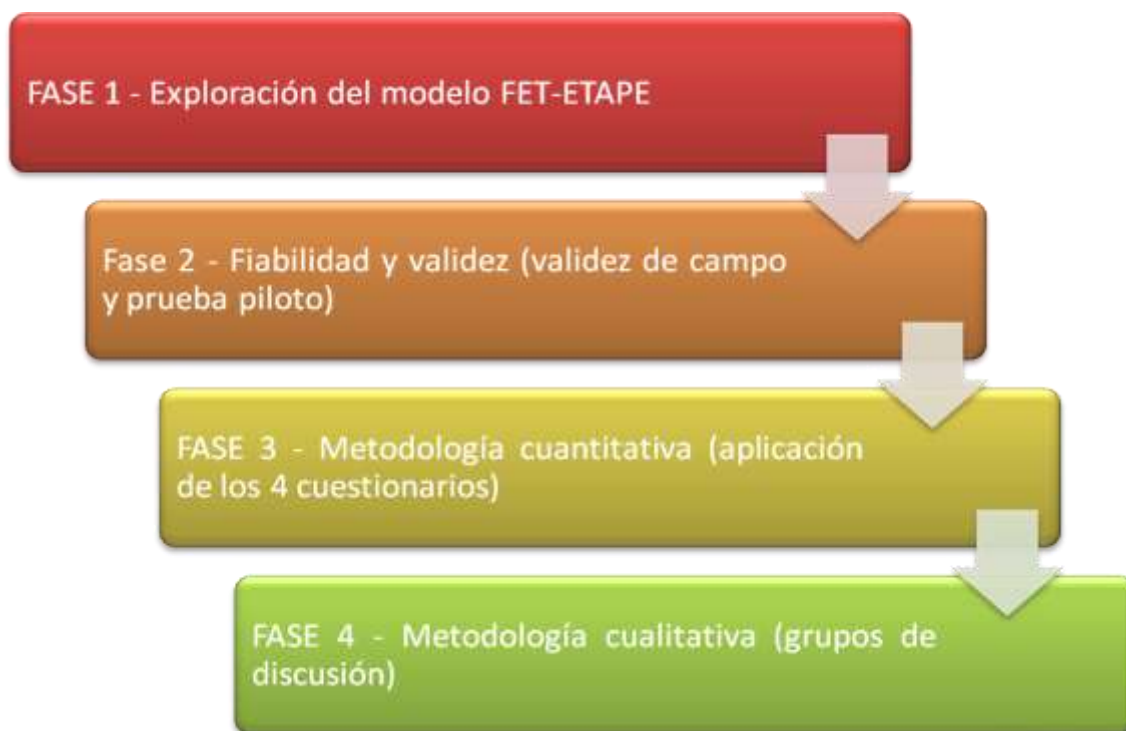 FASE 1 - Exploración del modelo FET-ETAPE
Fase 2 - Fiabilidad y validez (validez de campo
y prueba piloto)
FASE 3 - Metodología cuantitativa (aplicación
de los 4 cuestionarios)
FASE 4 - Metodología cualitativa (grupos de
discusión)